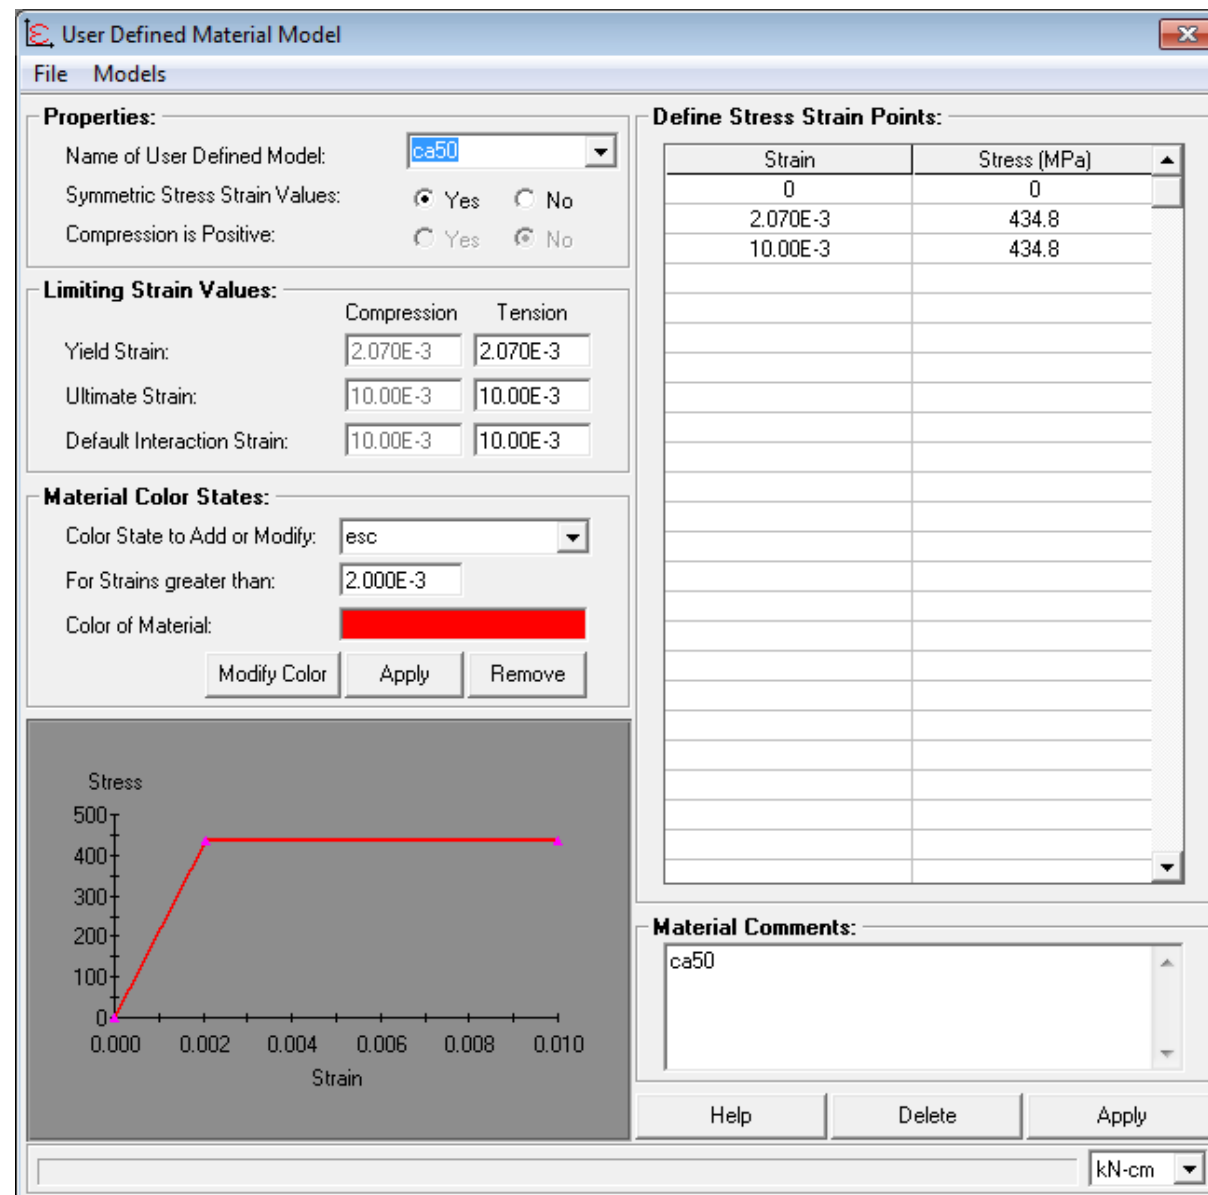 User Defined Material Model
File Models
Properties:
Name of User Defined Model: ca50
Symmetric Stress Strain Values: Yes No
Compression is Positive: Yes No
Limiting Strain Values:
Compression Tension
Yield Strain: 2.070E-3 2.070E-3
Ultimate Strain: 10.00E-3 10.00E-3
Default Interaction Strain: 10.00E-3 10.00E-3
Material Color States:
Color State to Add or Modify: esc
For Strains greater than: 2.000E-3
Color of Material:
Modify Color Apply Remove
Stress
500
400
300
200
100
0
0.000 0.002 0.004 0.006 0.008 0.010
Strain
Define Stress Strain Points:
Strain Stress (MPa)
0 0
2.070E-3 434.8
10.00E-3 434.8
Material Comments:
ca50
Help Delete Apply
kN-cm